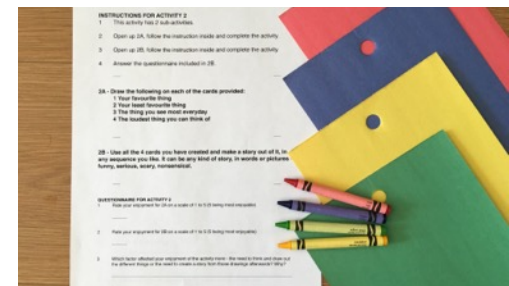 INSTRUCTIONS FOR ACTIVITY 2
1 This activity has 2 sub-activities.
2 Open up 2A, follow the instruction inside and complete the activity.
3 Open up 2B, follow the instruction inside and complete the activity.
4 Answer the questionnaire included in 2B.
2A - Draw the following on each of the cards provided:
1 Your favourite thing
2 Your least favourite thing
3 The thing you see most everyday
4 The loudest thing you can think of
2B - Use all the 4 cards you have created and make a story out of it, in
any sequence you like. It can be any kind of story, in words or pictures
funny, serious, scary, nonsensical.
QUESTIONNAIRE FOR ACTIVITY 2
1 Rate your enjoyment for 2A on a scale of 1 to 5 (5 being most enjoyable)
2 Rate your enjoyment for 2B on a scale of 1 to 5 (5 being most enjoyable)
3 Which factor affected your enjoyment of the activity more - the need to and draw out
the different things or the need to create a story from those drawings afterwards? Why?